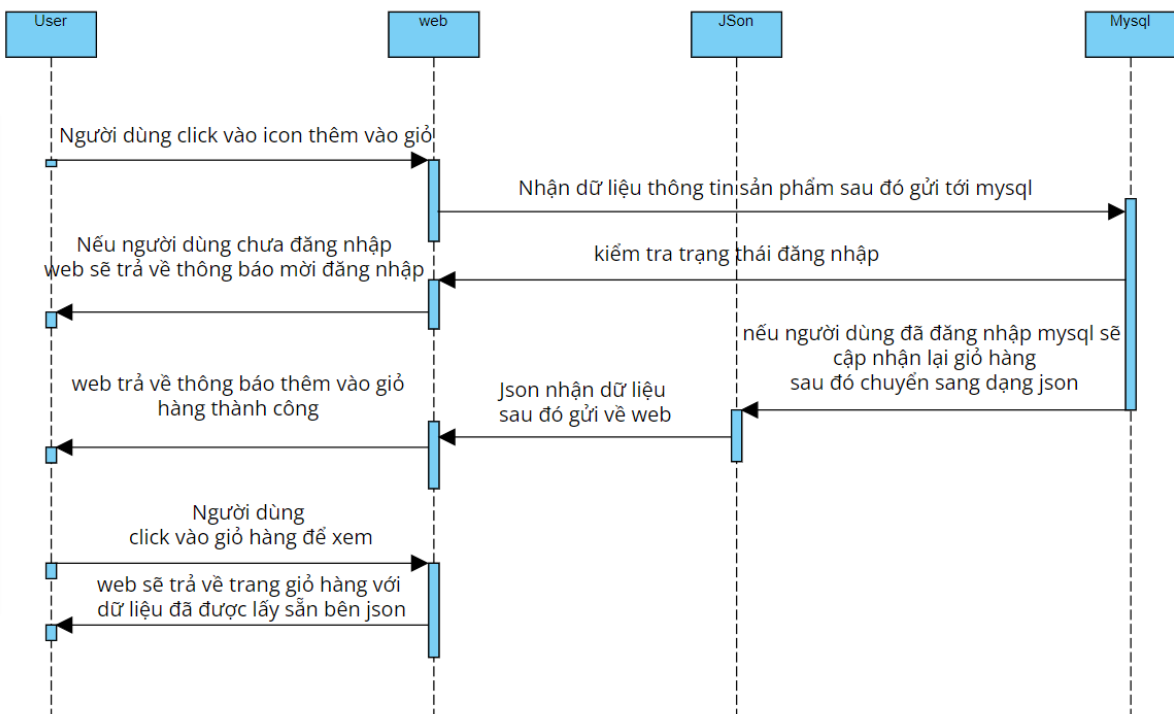 User
web
JSon
Mysql
Người dùng click vào icon thêm vào giỏ
Nhận dữ liệu thông tin sản phẩm sau đó gửi tới mysql
Nếu người dùng chưa đăng nhập
web sẽ trả về thông báo mời đăng nhập
kiểm tra trạng thái đăng nhập
nếu người dùng đã đăng nhập mysql sẽ
cập nhận lại giỏ hàng
sau đó chuyển sang dạng json
Json nhận dữ liệu
sau đó gửi về web
web trả về thông báo thêm vào giỏ
hàng thành công
Người dùng
click vào giỏ hàng để xem
web sẽ trả về trang giỏ hàng với
dữ liệu đã được lấy sẵn bên json